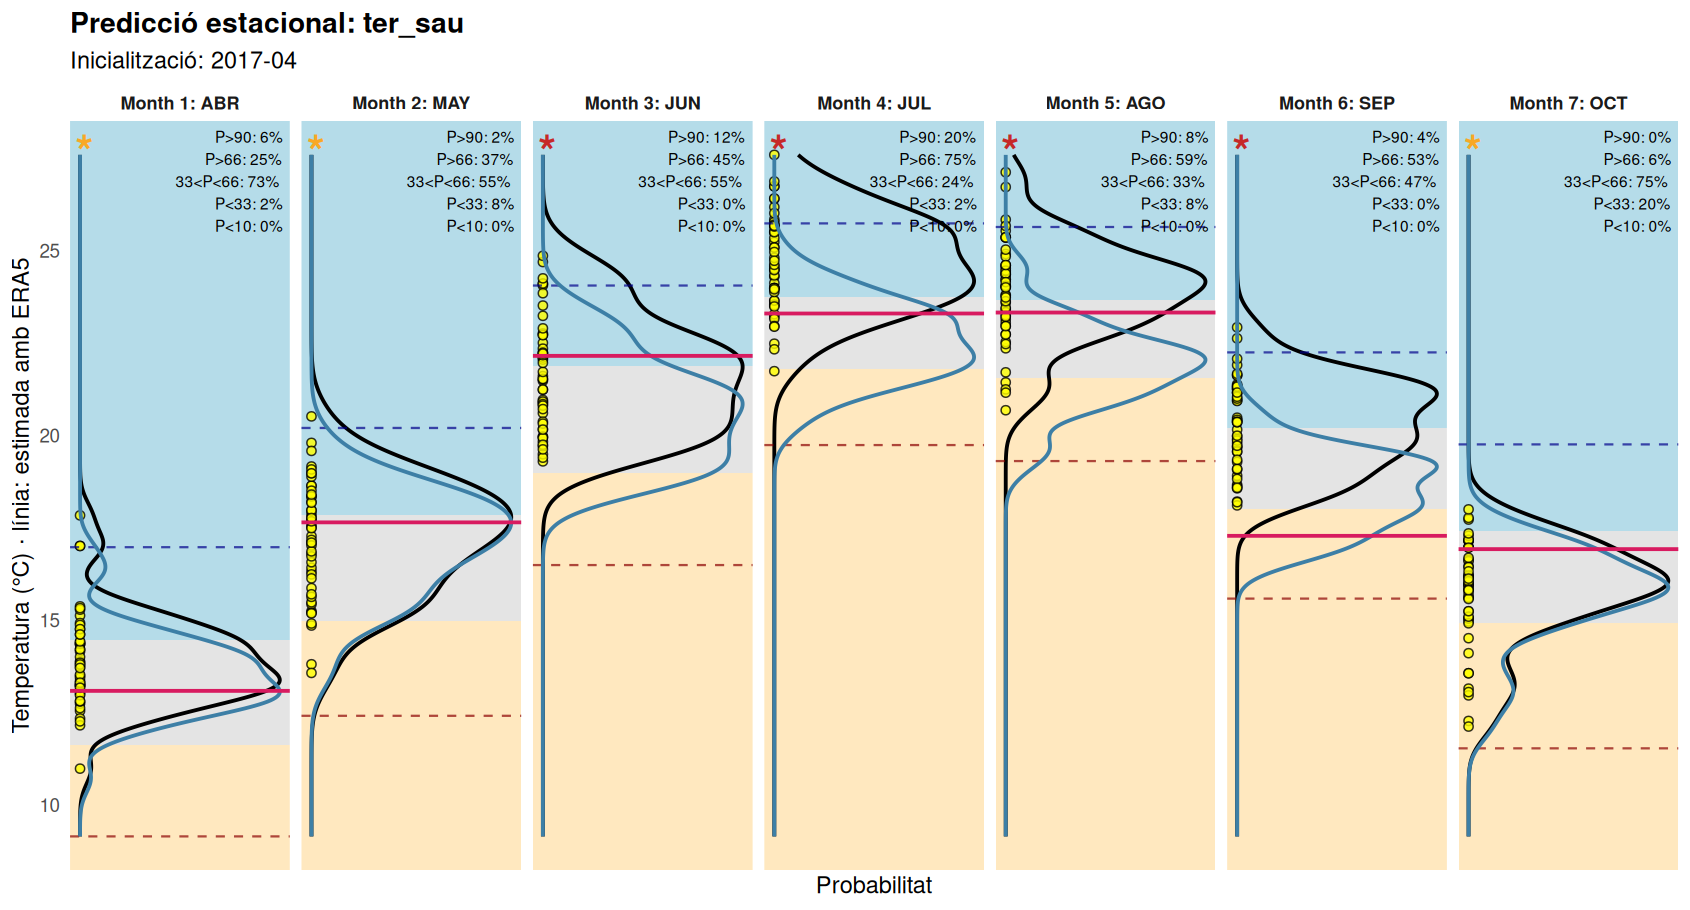 Predicció estacional: ter_sau
Inicialització: 2017-04
Month 1: ABR
Month 2: MAY
Month 3: JUN
Month 4: JUL
Month 5: AGO
Month 6: SEP
Month 7: OCT
*
P>90: 6%
P>66: 25%
33<P<66: 73%
P<33: 2%
P<10: 0%
*
P>90: 2%
P>66: 37%
33<P<66: 55%
P<33: 8%
P<10: 0%
*
P>90: 12%
P>66: 45%
33<P<66: 55%
P<33: 0%
P<10: 0%
*
P>90: 20%
P>66: 75%
33<P<66: 24%
P<33: 2%
P<10: 0%
*
P>90: 8%
P>66: 59%
33<P<66: 33%
P<33: 8%
P<10: 0%
*
P>90: 4%
P>66: 53%
33<P<66: 47%
P<33: 0%
P<10: 0%
*
P>90: 0%
P>66: 6%
33<P<66: 75%
P<33: 20%
P<10: 0%
25
20
15
10
Temperatura (°C) · línia: estimada amb ERA5
Probabilitat